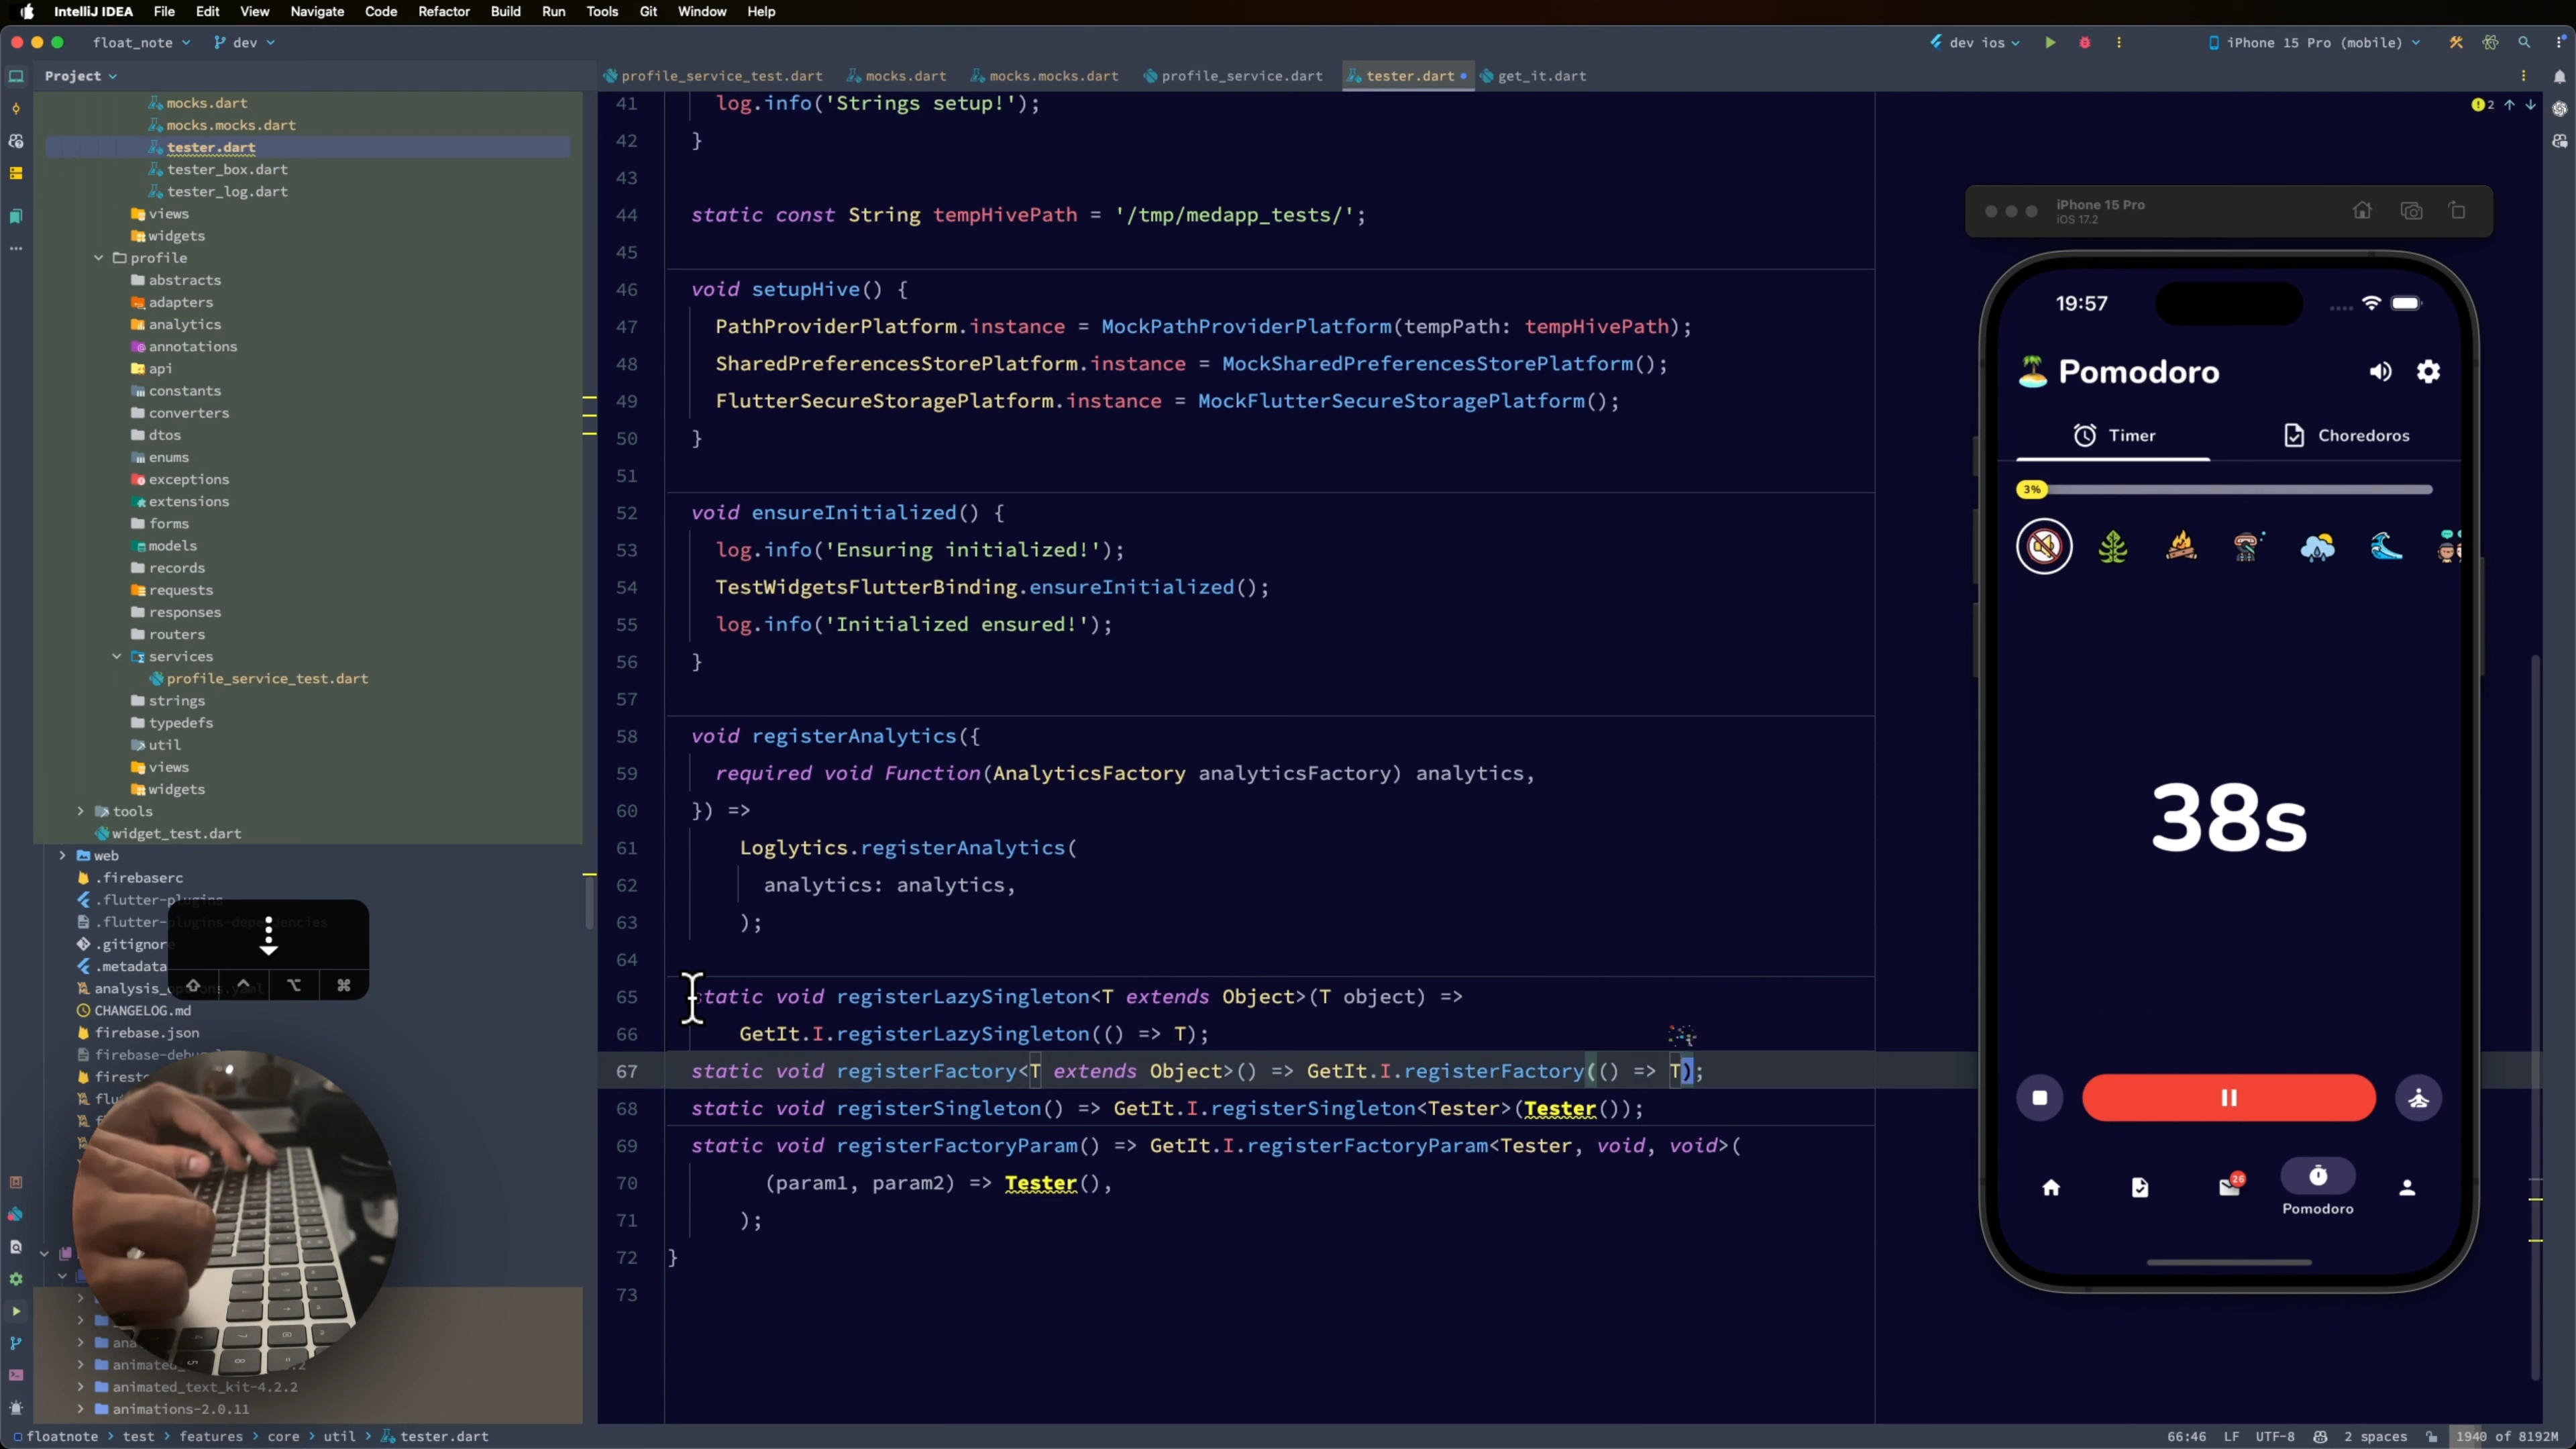 IntelliJ IDEA File Edit View Navigate Code Refactor Build Run Tools Git Window Help
float_note dev dev ios iPhone 15 Pro (mobile)
Project
profile_service_test.dart mocks.dart mocks.mocks.dart profile_service.dart tester.dart get_it.dart
mocks.dart
mocks.mocks.dart
tester.dart
tester_box.dart
tester_log.dart
views
widgets
profile
abstracts
adapters
analytics
annotations
api
constants
converters
dtos
enums
exceptions
extensions
forms
models
records
requests
responses
routers
services
profile_service_test.dart
strings
typedefs
util
views
widgets
tools
widget_test.dart
web
.firebaserc
.flutter-plugins
.flutter-plugins-dependencies
.gitignore
.metadata
CHANGELOG.md
firebase.json
animated_text_kit-4.2.2
animations-2.0.11
41 log.info('Strings setup!');
42 }
43
44 static const String tempHivePath = '/tmp/medapp_tests/';
45
46 void setupHive() {
47 PathProviderPlatform.instance = MockPathProviderPlatform(tempPath: tempHivePath);
48 SharedPreferencesStorePlatform.instance = MockSharedPreferencesStorePlatform();
49 FlutterSecureStoragePlatform.instance = MockFlutterSecureStoragePlatform();
50 }
51
52 void ensureInitialized() {
53 log.info('Ensuring initialized!');
54 TestWidgetsFlutterBinding.ensureInitialized();
55 log.info('Initialized ensured!');
56 }
57
58 void registerAnalytics({
59 required void Function(AnalyticsFactory analyticsFactory) analytics,
60 }) =>
61 Loglytics.registerAnalytics(
62 analytics: analytics,
63 );
64
65 static void registerLazySingleton<T extends Object>(T object) =>
66 GetIt.I.registerLazySingleton(() => T);
67 static void registerFactory<T extends Object>() => GetIt.I.registerFactory(() => T);
68 static void registerSingleton() => GetIt.I.registerSingleton<Tester>(Tester());
69 static void registerFactoryParam() => GetIt.I.registerFactoryParam<Tester, void, void>(
70 (param1, param2) => Tester(),
71 );
72 }
73
2
iPhone 15 Pro
iOS 17.2
19:57
Pomodoro
Timer Choredoros
3%
38s
26
Pomodoro
floatnote > test > features > core > util > tester.dart
66:46 LF UTF-8 2 spaces 1940 of 8192M